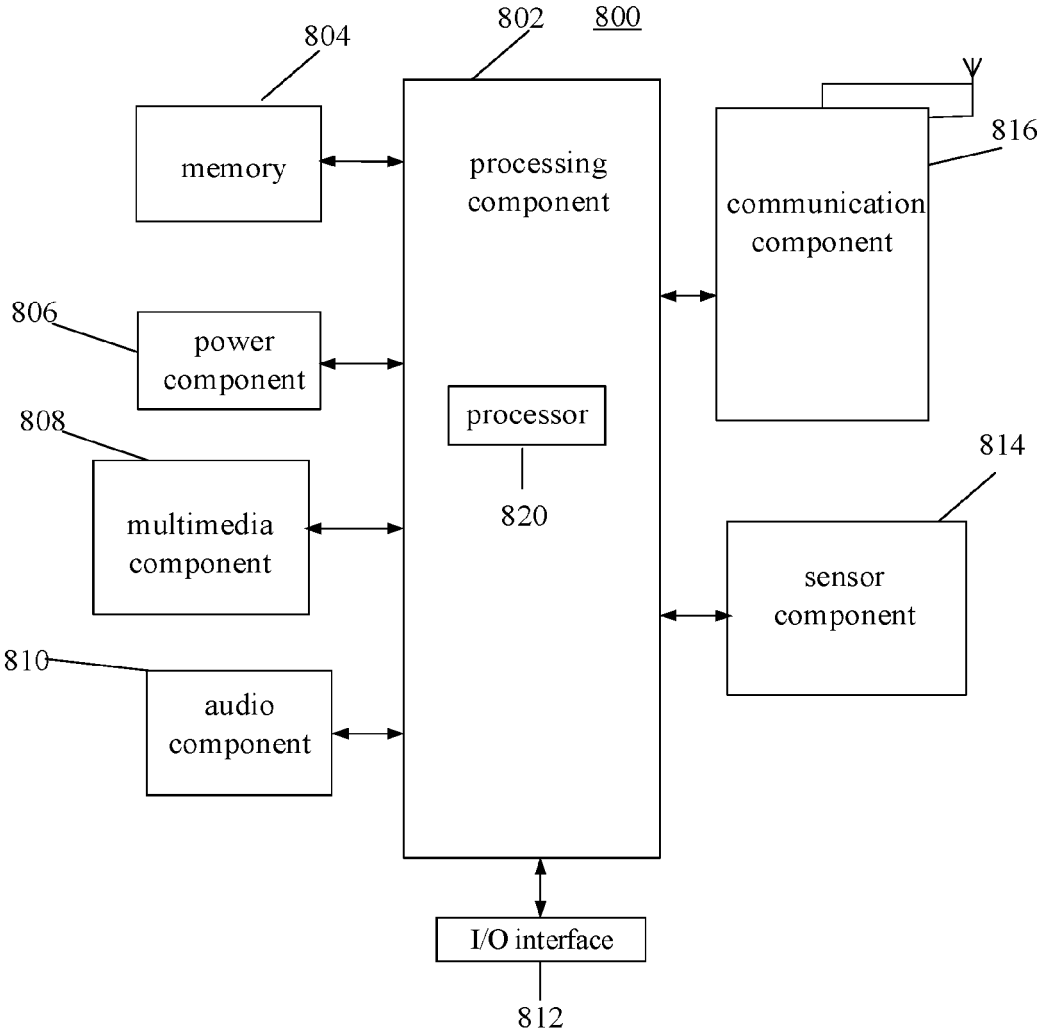 802
800
804
memory
processing
component
816
communication
component
806
power
component
processor
820
808
multimedia
component
814
sensor
component
810
audio
component
I/O interface
812